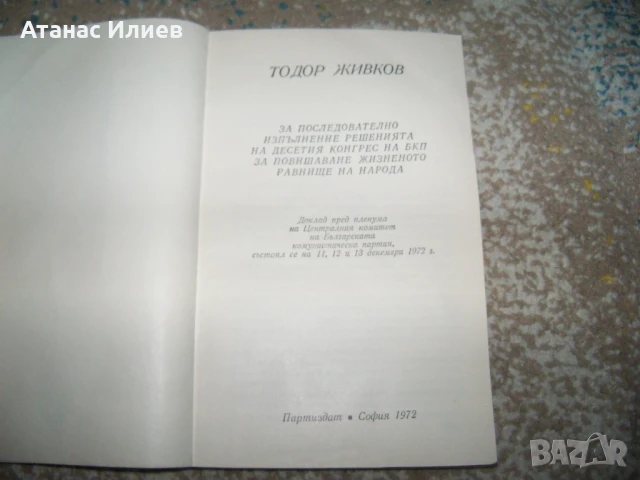 Атанас Илиев
ТОДОР ЖИВКОВ
ЗА ПОСЛЕДОВАТЕЛНО
ИЗПЪЛНЕНИЕ РЕШЕНИЯТА
НА ДЕСЕТИЯ КОНГРЕС НА БКП
ЗА ПОВИШАВАНЕ ЖИЗНЕНОТО
РАВНИЩЕ НА НАРОДА
Доклад пред пленума
на Централния комитет
на Българската
комунистическа партия,
състоял се на 11, 12 и 13 декември 1972 г.
Партиздат • София 1972
BAZAR